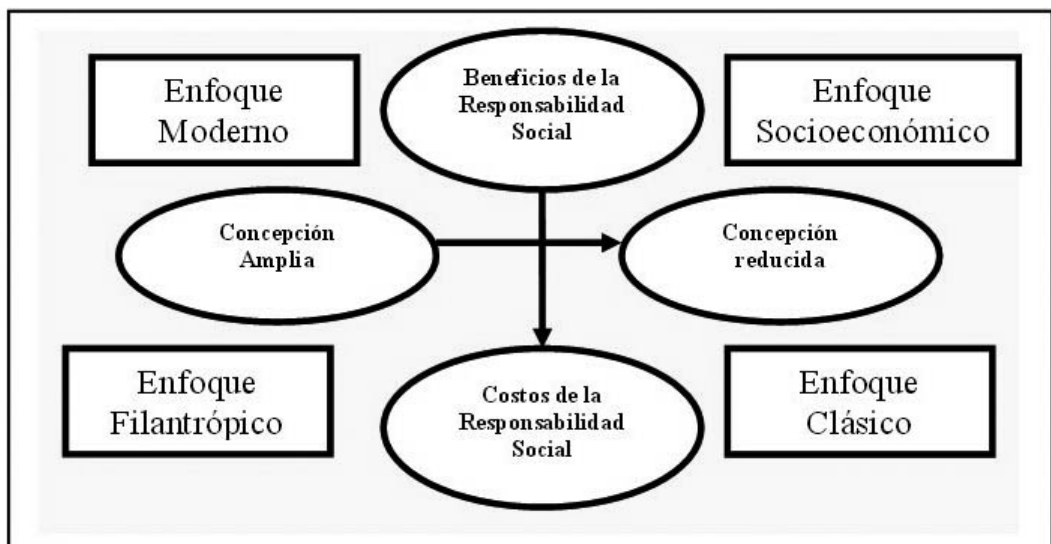 Enfoque
Moderno
Beneficios de la
Responsabilidad
Social
Enfoque
Socioeconómico
Concepción
Amplia
Concepción
reducida
Enfoque
Filantrópico
Costos de la
Responsabilidad
Social
Enfoque
Clásico